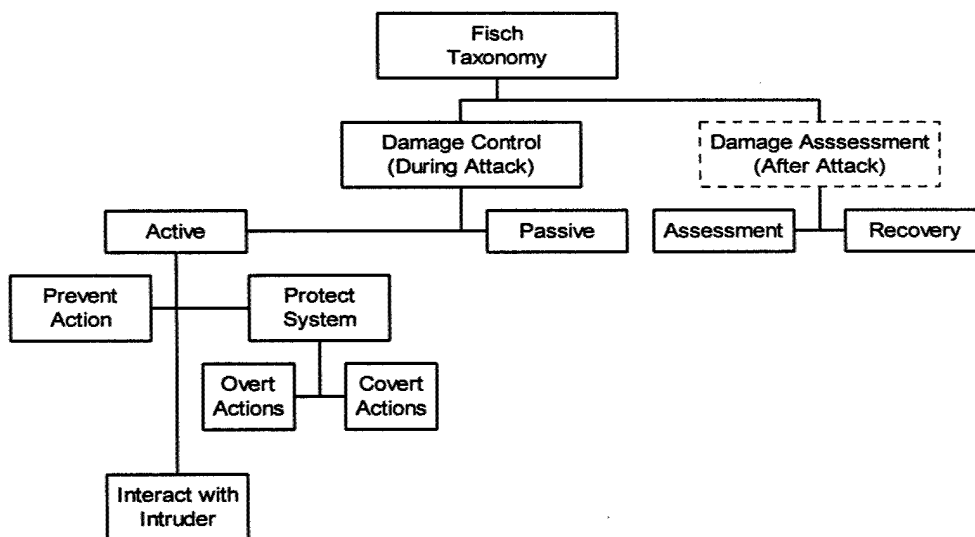 Fisch
Taxonomy
Damage Control
(During Attack)
Damage Asssessment
(After Attack)
Active
Passive
Assessment
Recovery
Prevent
Action
Protect
System
Overt
Actions
Covert
Actions
Interact with
Intruder